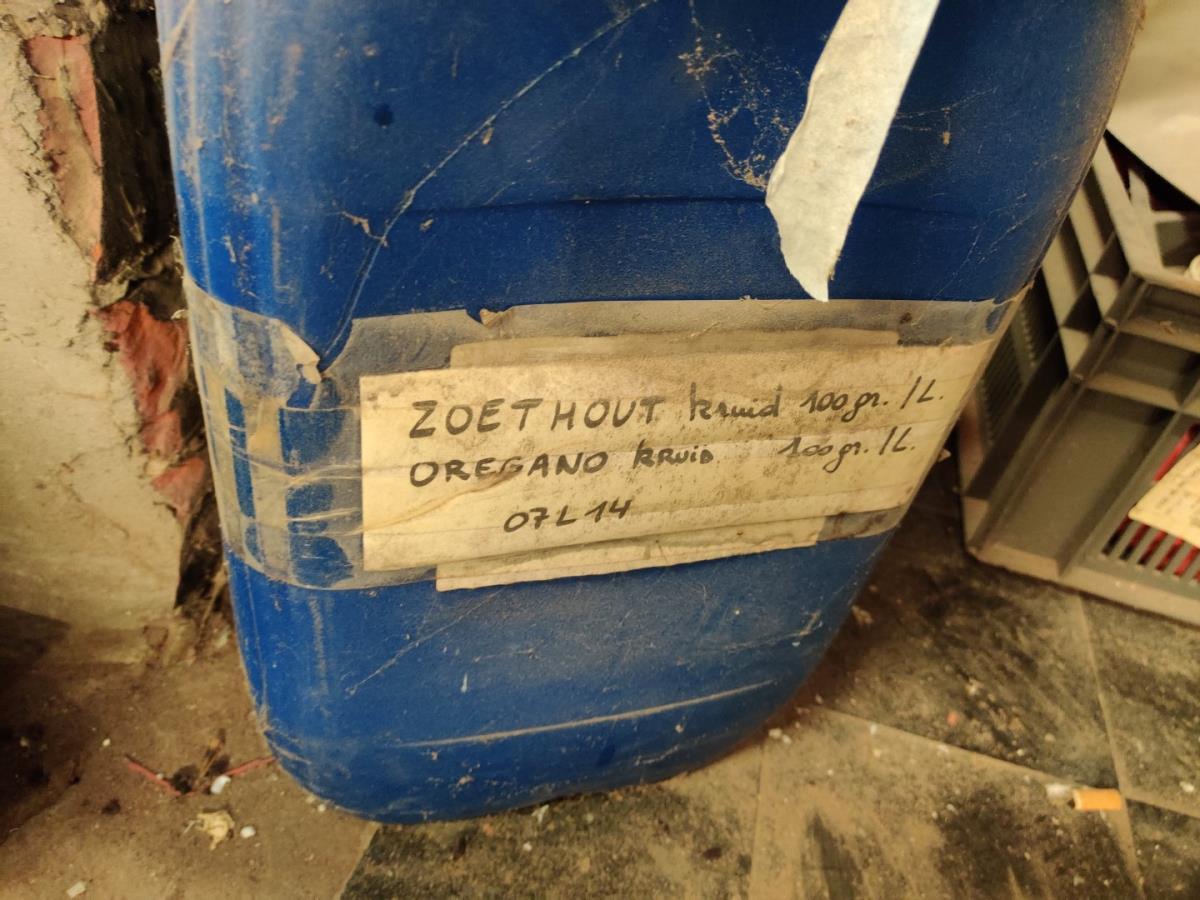 ZOETHOUT kruid 100gr./L.
OREGANO kRuiD 100gr./L.
07L14